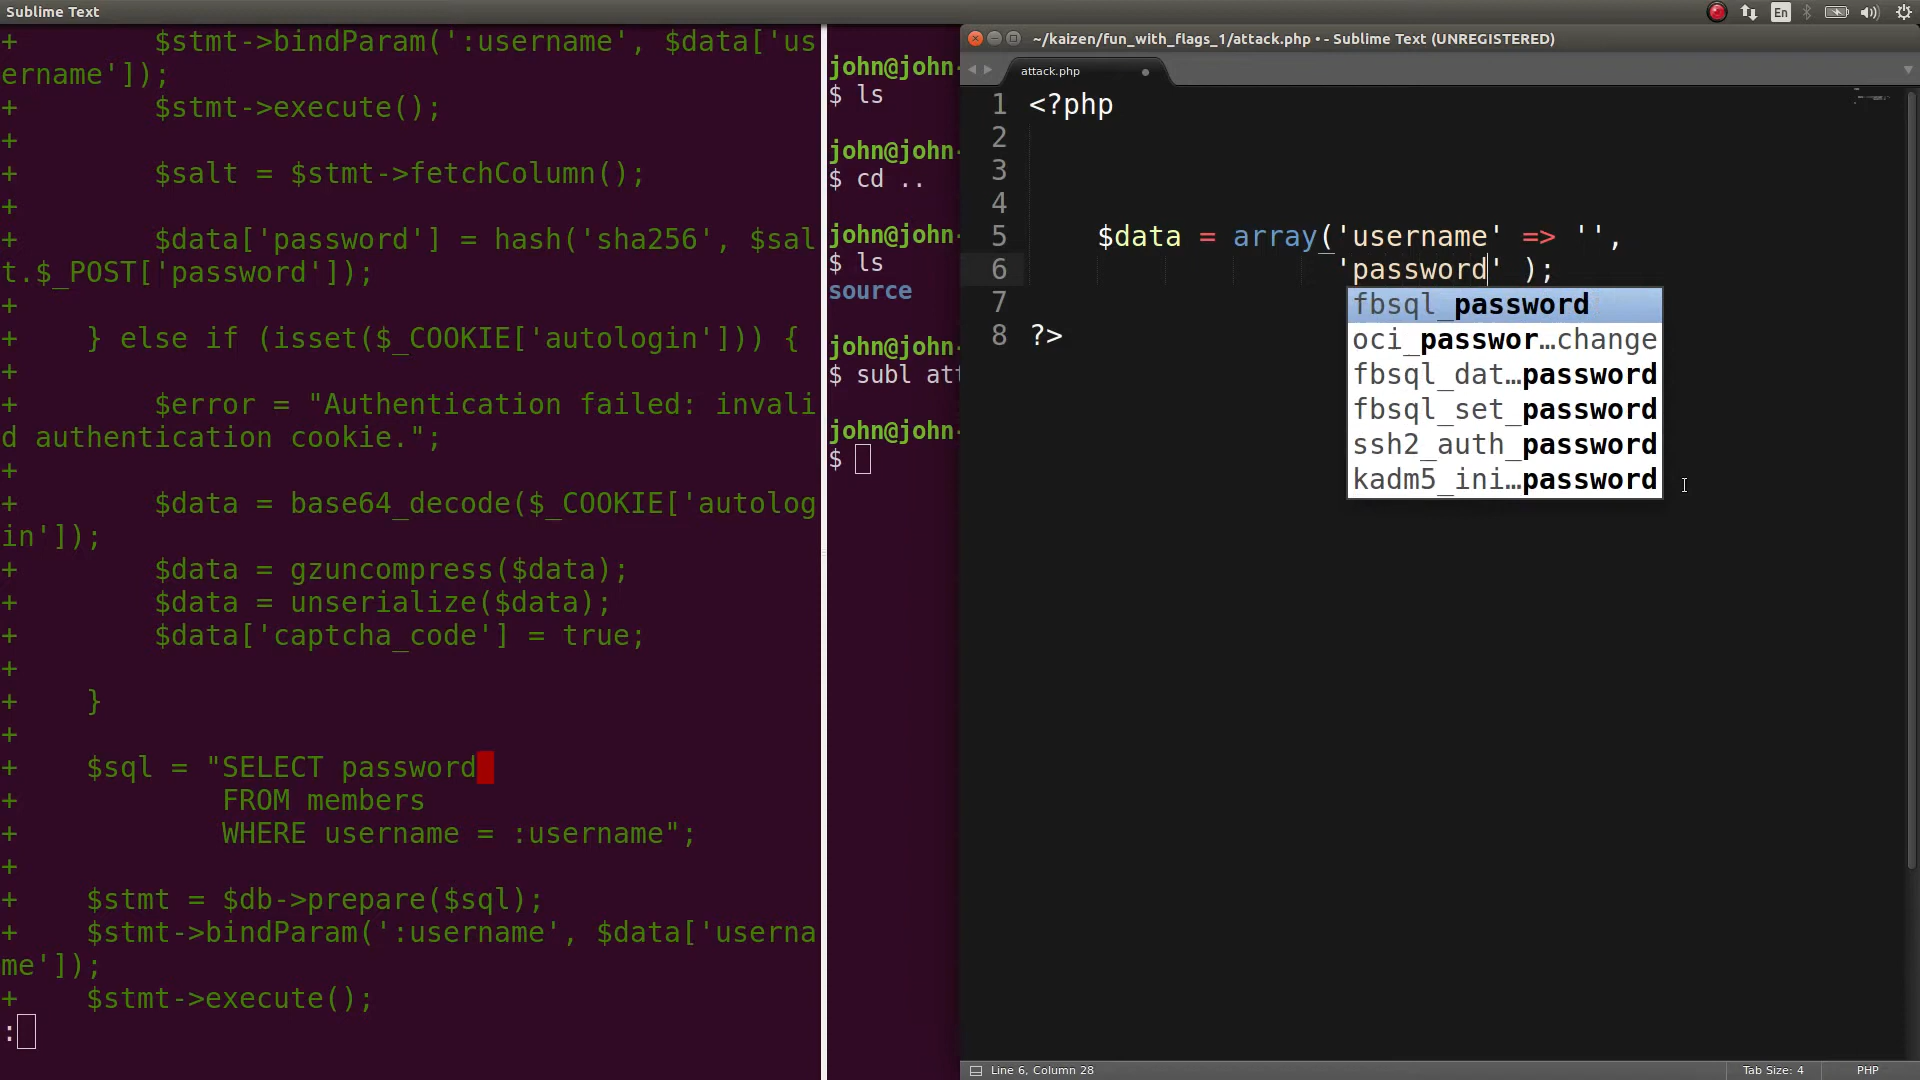 Sublime Text
En
+        $stmt->bindParam(':username', $data['us
ername']);
+        $stmt->execute();
+
+        $salt = $stmt->fetchColumn();
+
+        $data['password'] = hash('sha256', $sal
t.$_POST['password']);
+
+    } else if (isset($_COOKIE['autologin'])) {
+
+        $error = "Authentication failed: invali
d authentication cookie.";
+
+        $data = base64_decode($_COOKIE['autolog
in']);
+        $data = gzuncompress($data);
+        $data = unserialize($data);
+        $data['captcha_code'] = true;
+
+    }
+
+    $sql = "SELECT password
+            FROM members
+            WHERE username = :username";
+
+    $stmt = $db->prepare($sql);
+    $stmt->bindParam(':username', $data['userna
me']);
+    $stmt->execute();
:
john@john-
$ ls
john@john-
$ cd ..
john@john-
$ ls
source
john@john-
$ subl att
john@john-
$
~/kaizen/fun_with_flags_1/attack.php • - Sublime Text (UNREGISTERED)
attack.php
1 <?php
2
3
4
5     $data = array('username' => '',
6                   'password' );
7
8 ?>
fbsql_password
oci_passwor…change
fbsql_dat…password
fbsql_set_password
ssh2_auth_password
kadm5_ini…password
Line 6, Column 28
Tab Size: 4
PHP